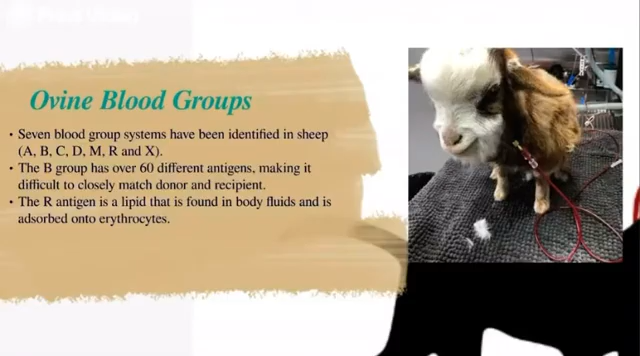 Ovine Blood Groups
• Seven blood group systems have been identified in sheep
(A, B, C, D, M, R and X).
• The B group has over 60 different antigens, making it
difficult to closely match donor and recipient.
• The R antigen is a lipid that is found in body fluids and is
adsorbed onto erythrocytes.